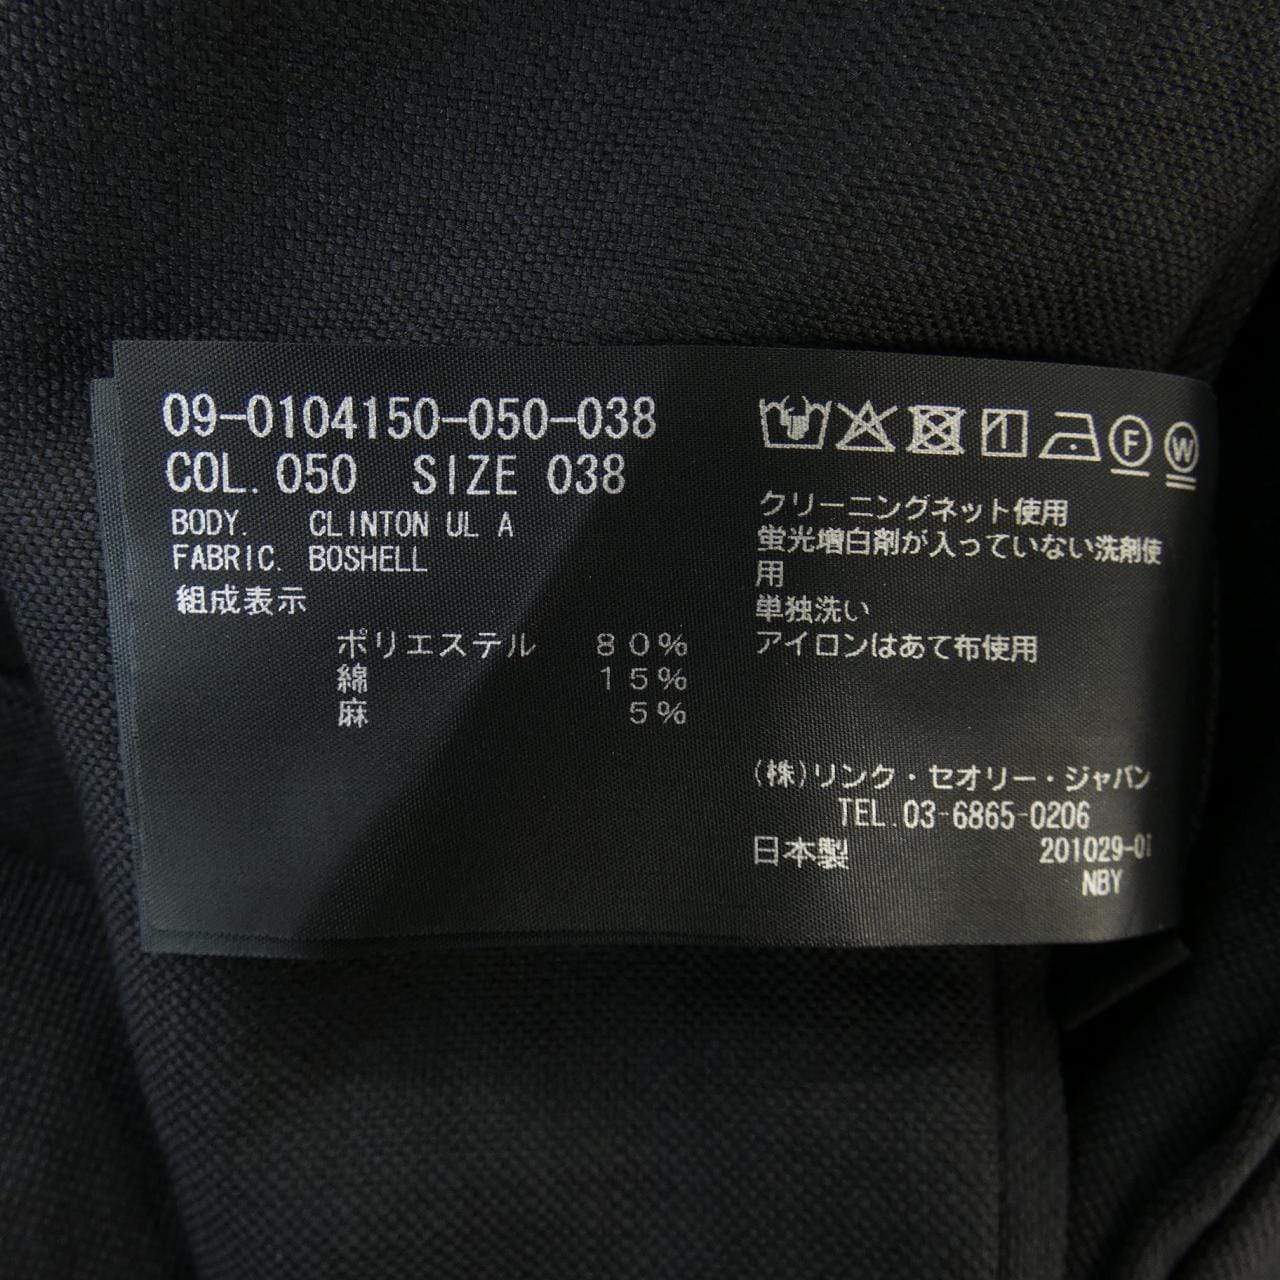 09-0104150-050-038
COL. 050 SIZE 038
BODY. CLINTON UL A
FABRIC. BOSHELL
組成表示
ポリエステル 80%
綿 15%
麻 5%
F W
クリーニングネット使用
蛍光増白剤が入っていない洗剤使
用
単独洗い
アイロンはあて布使用
(株)リンク・セオリー・ジャパン
TEL.03-6865-0206
日本製 201029-01
NBY